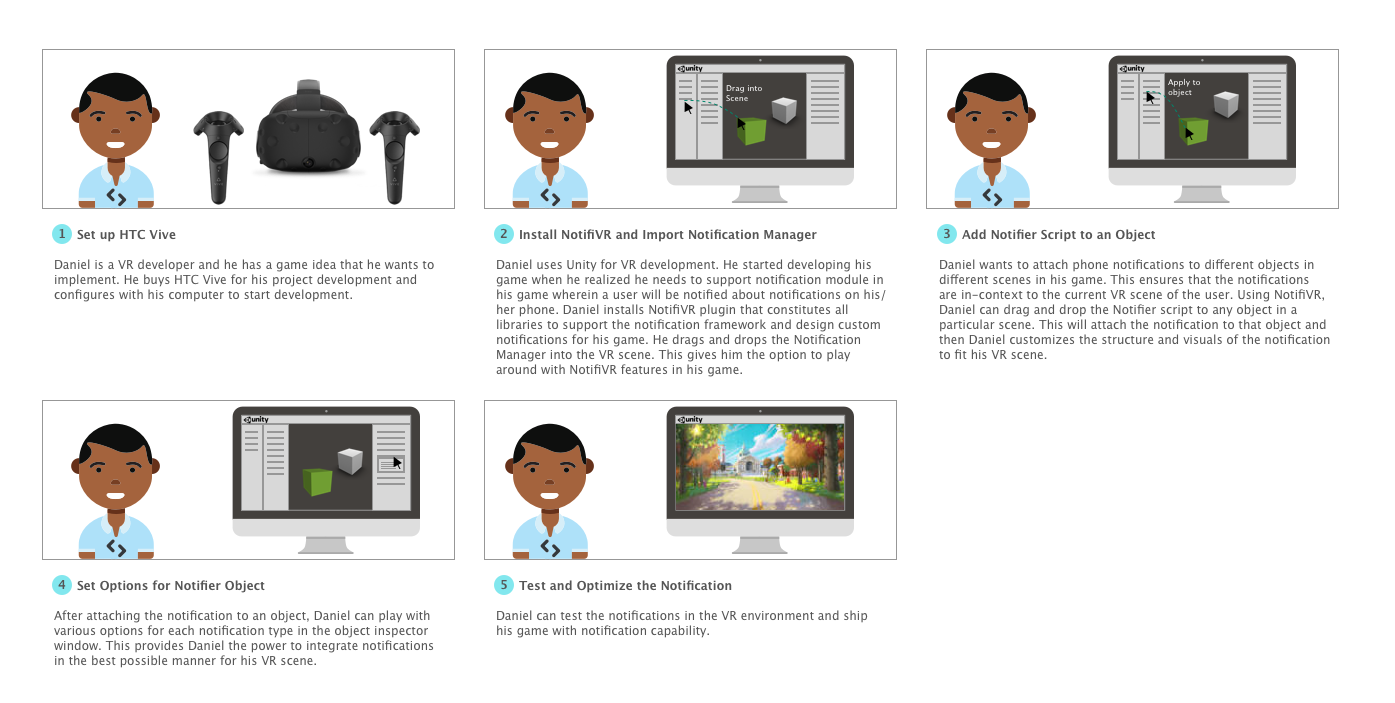 unity
Drag into
Scene
unity
Apply to
object
1 Set up HTC Vive
Daniel is a VR developer and he has a game idea that he wants to
implement. He buys HTC Vive for his project development and
configures with his computer to start development.
2 Install NotifiVR and Import Notification Manager
Daniel uses Unity for VR development. He started developing his
game when he realized he needs to support notification module in
his game wherein a user will be notified about notifications on his/
her phone. Daniel installs NotifiVR plugin that constitutes all
libraries to support the notification framework and design custom
notifications for his game. He drags and drops the Notification
Manager into the VR scene. This gives him the option to play
around with NotifiVR features in his game.
3 Add Notifier Script to an Object
Daniel wants to attach phone notifications to different objects in
different scenes in his game. This ensures that the notifications
are in-context to the current VR scene of the user. Using NotifiVR,
Daniel can drag and drop the Notifier script to any object in a
particular scene. This will attach the notification to that object and
then Daniel customizes the structure and visuals of the notification
to fit his VR scene.
unity
unity
4 Set Options for Notifier Object
After attaching the notification to an object, Daniel can play with
various options for each notification type in the object inspector
window. This provides Daniel the power to integrate notifications
in the best possible manner for his VR scene.
5 Test and Optimize the Notification
Daniel can test the notifications in the VR environment and ship
his game with notification capability.